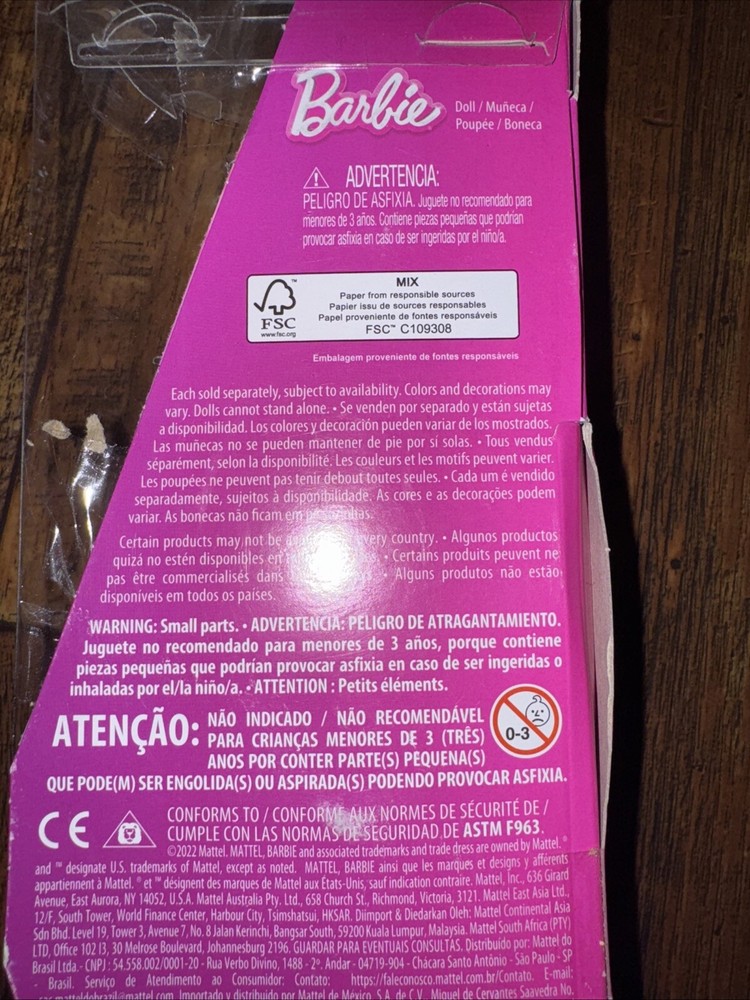 Barbie
Doll / Muñeca /
Poupée / Boneca
ADVERTENCIA:
PELIGRO DE ASFIXIA. Juguete no recomendado para
menores de 3 años. Contiene piezas pequeñas que podrían
provocar asfixia en caso de ser ingeridas por el niño/a.
FSC
www.fsc.org
MIX
Paper from responsible sources
Papier issu de sources responsables
Papel proveniente de fontes responsáveis
FSC™ C109308
Embalagem proveniente de fontes responsáveis
Each sold separately, subject to availability. Colors and decorations may
vary. Dolls cannot stand alone. • Se venden por separado y están sujetas
a disponibilidad. Los colores y decoración pueden variar de los mostrados.
Las muñecas no se pueden mantener de pie por sí solas. • Tous vendus
séparément, selon la disponibilité. Les couleurs et les motifs peuvent varier.
Les poupées ne peuvent pas tenir debout toutes seules. • Cada um é vendido
separadamente, sujeitos à disponibilidade. As cores e as decorações podem
variar. As bonecas não ficam em
Certain products may not be every country. • Algunos productos
quizá no estén disponibles en • Certains produits peuvent ne
pas être commercialisés dans • Alguns produtos não estão
disponíveis em todos os países.
WARNING: Small parts. • ADVERTENCIA: PELIGRO DE ATRAGANTAMIENTO.
Juguete no recomendado para menores de 3 años, porque contiene
piezas pequeñas que podrían provocar asfixia en caso de ser ingeridas o
inhaladas por el/la niño/a. • ATTENTION : Petits éléments.
ATENÇÃO: NÃO INDICADO / NÃO RECOMENDÁVEL
PARA CRIANÇAS MENORES DE 3 (TRÊS)
ANOS POR CONTER PARTE(S) PEQUENA(S)
QUE PODE(M) SER ENGOLIDA(S) OU ASPIRADA(S) PODENDO PROVOCAR ASFIXIA.
0-3
CE
CONFORMS TO / CONFORME AUX NORMES DE SÉCURITÉ DE /
CUMPLE CON LAS NORMAS DE SEGURIDAD DE ASTM F963.
©2022 Mattel. MATTEL, BARBIE and associated trademarks and trade dress are owned by Mattel. ®
and ™ designate U.S. trademarks of Mattel, except as noted. MATTEL, BARBIE ainsi que les marques et designs y afférents
appartiennent à Mattel. ® et ™ désignent des marques de Mattel aux États-Unis, sauf indication contraire. Mattel, Inc., 636 Girard
Avenue, East Aurora, NY 14052, U.S.A. Mattel Australia Pty. Ltd., 658 Church St., Richmond, Victoria, 3121. Mattel East Asia Ltd.,
12/F, South Tower, World Finance Center, Harbour City, Tsimshatsui, HKSAR. Diimport & Diedarkan Oleh: Mattel Continental Asia
Sdn Bhd. Level 19, Tower 3, Avenue 7, No. 8 Jalan Kerinchi, Bangsar South, 59200 Kuala Lumpur, Malaysia. Mattel South Africa (PTY)
LTD, Office 102 I3, 30 Melrose Boulevard, Johannesburg 2196. GUARDAR PARA EVENTUAIS CONSULTAS. Distribuído por: Mattel do
Brasil Ltda.- CNPJ : 54.558.002/0001-20 - Rua Verbo Divino, 1488 - 2º. Andar - 04719-904 - Chácara Santo Antônio - São Paulo - SP
- Brasil. Serviço de Atendimento ao Consumidor: Contato: https://faleconosco.mattel.com.br/Contato. E-mail:
Importado y distribuido por Mattel de México, S.A. de C.V., Miguel de Cervantes Saavedra No.